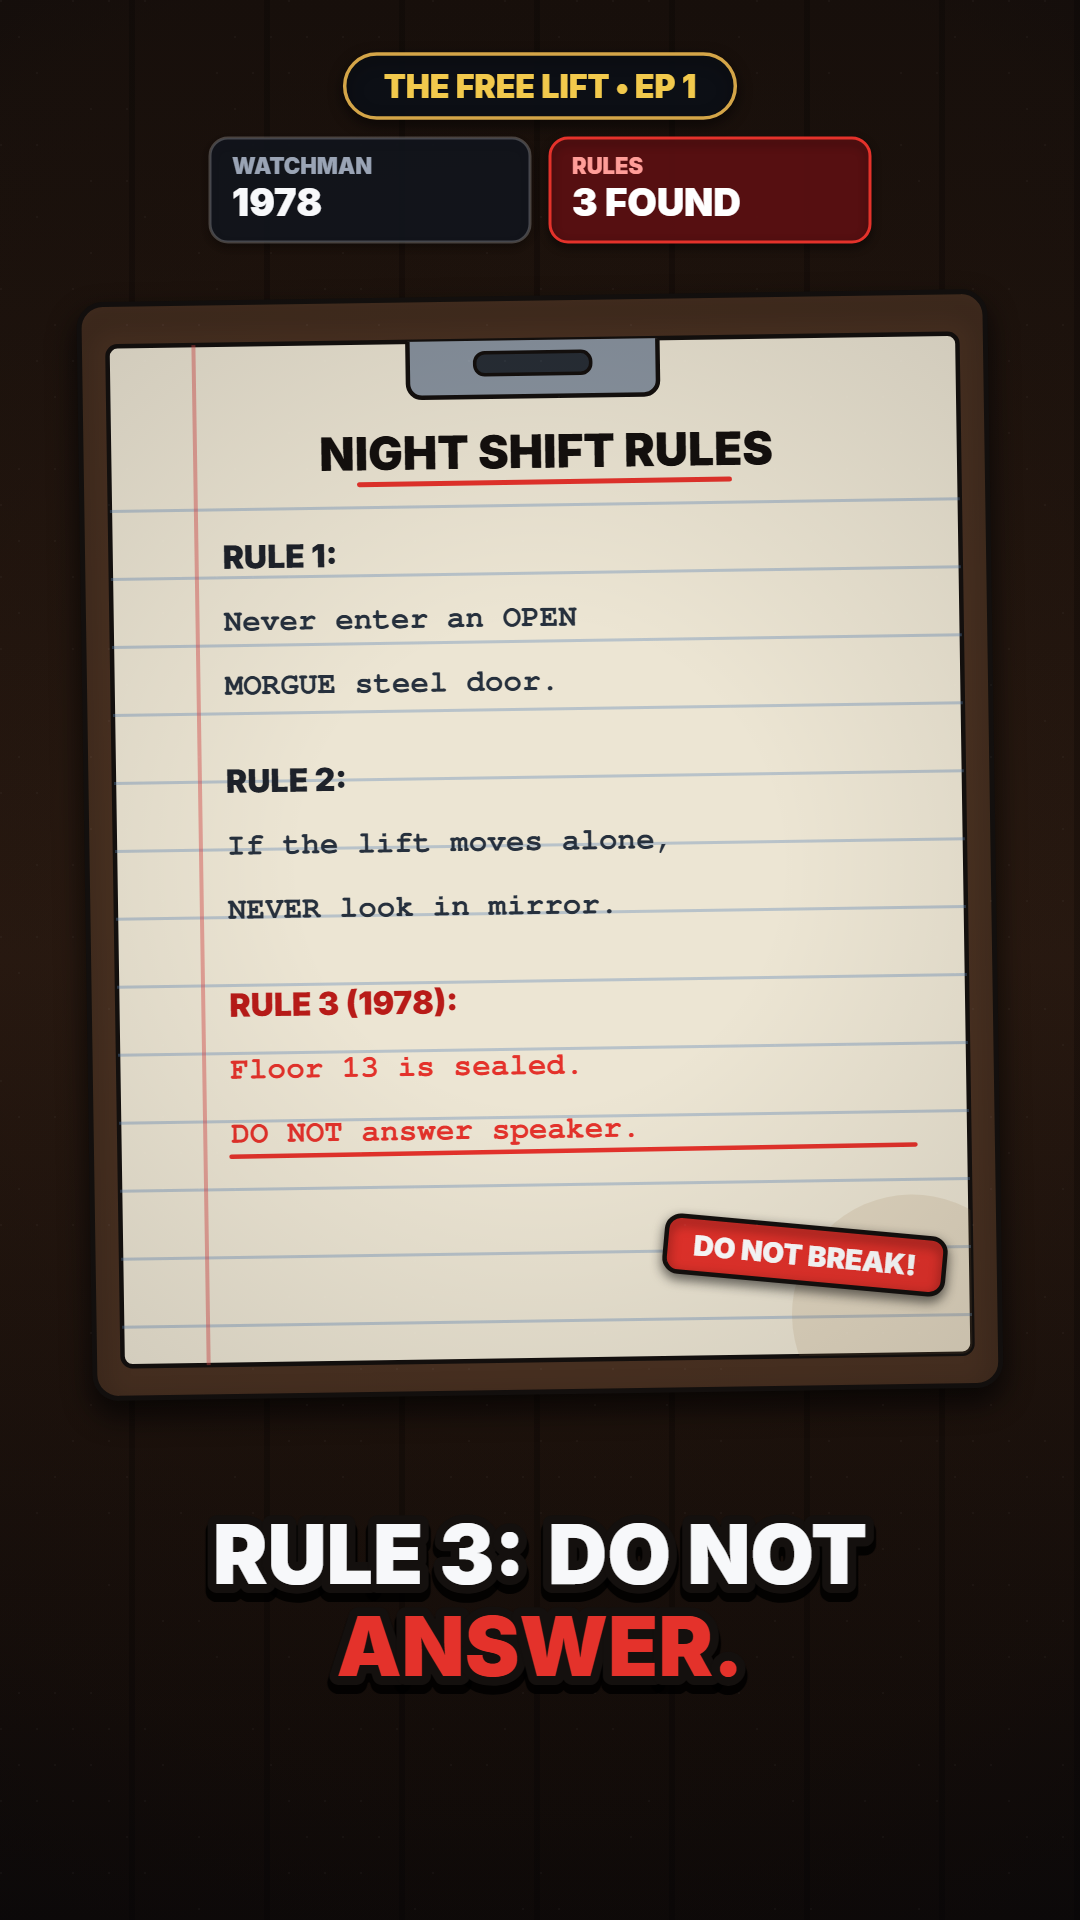 THE FREE LIFT • EP 1
WATCHMAN
1978
RULES
3 FOUND
NIGHT SHIFT RULES
RULE 1:
Never enter an OPEN
MORGUE steel door.
RULE 2:
If the lift moves alone,
NEVER look in mirror.
RULE 3 (1978):
Floor 13 is sealed.
DO NOT answer speaker.
DO NOT BREAK!
RULE 3: DO NOT
ANSWER.